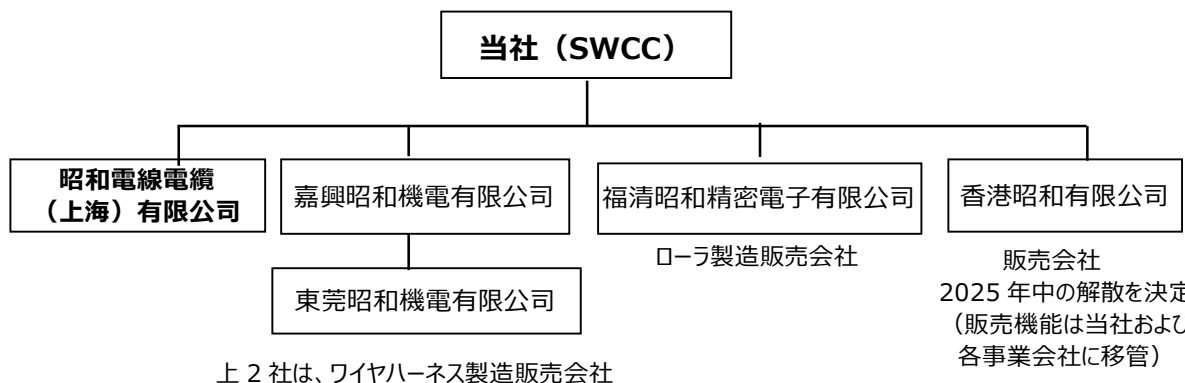 当社（SWCC）
昭和電線電纜
（上海）有限公司
嘉興昭和機電有限公司
福清昭和精密電子有限公司
香港昭和有限公司
ローラ製造販売会社
販売会社
2025 年中の解散を決定
（販売機能は当社および
各事業会社に移管）
東莞昭和機電有限公司
上 2 社は、ワイヤハーネス製造販売会社